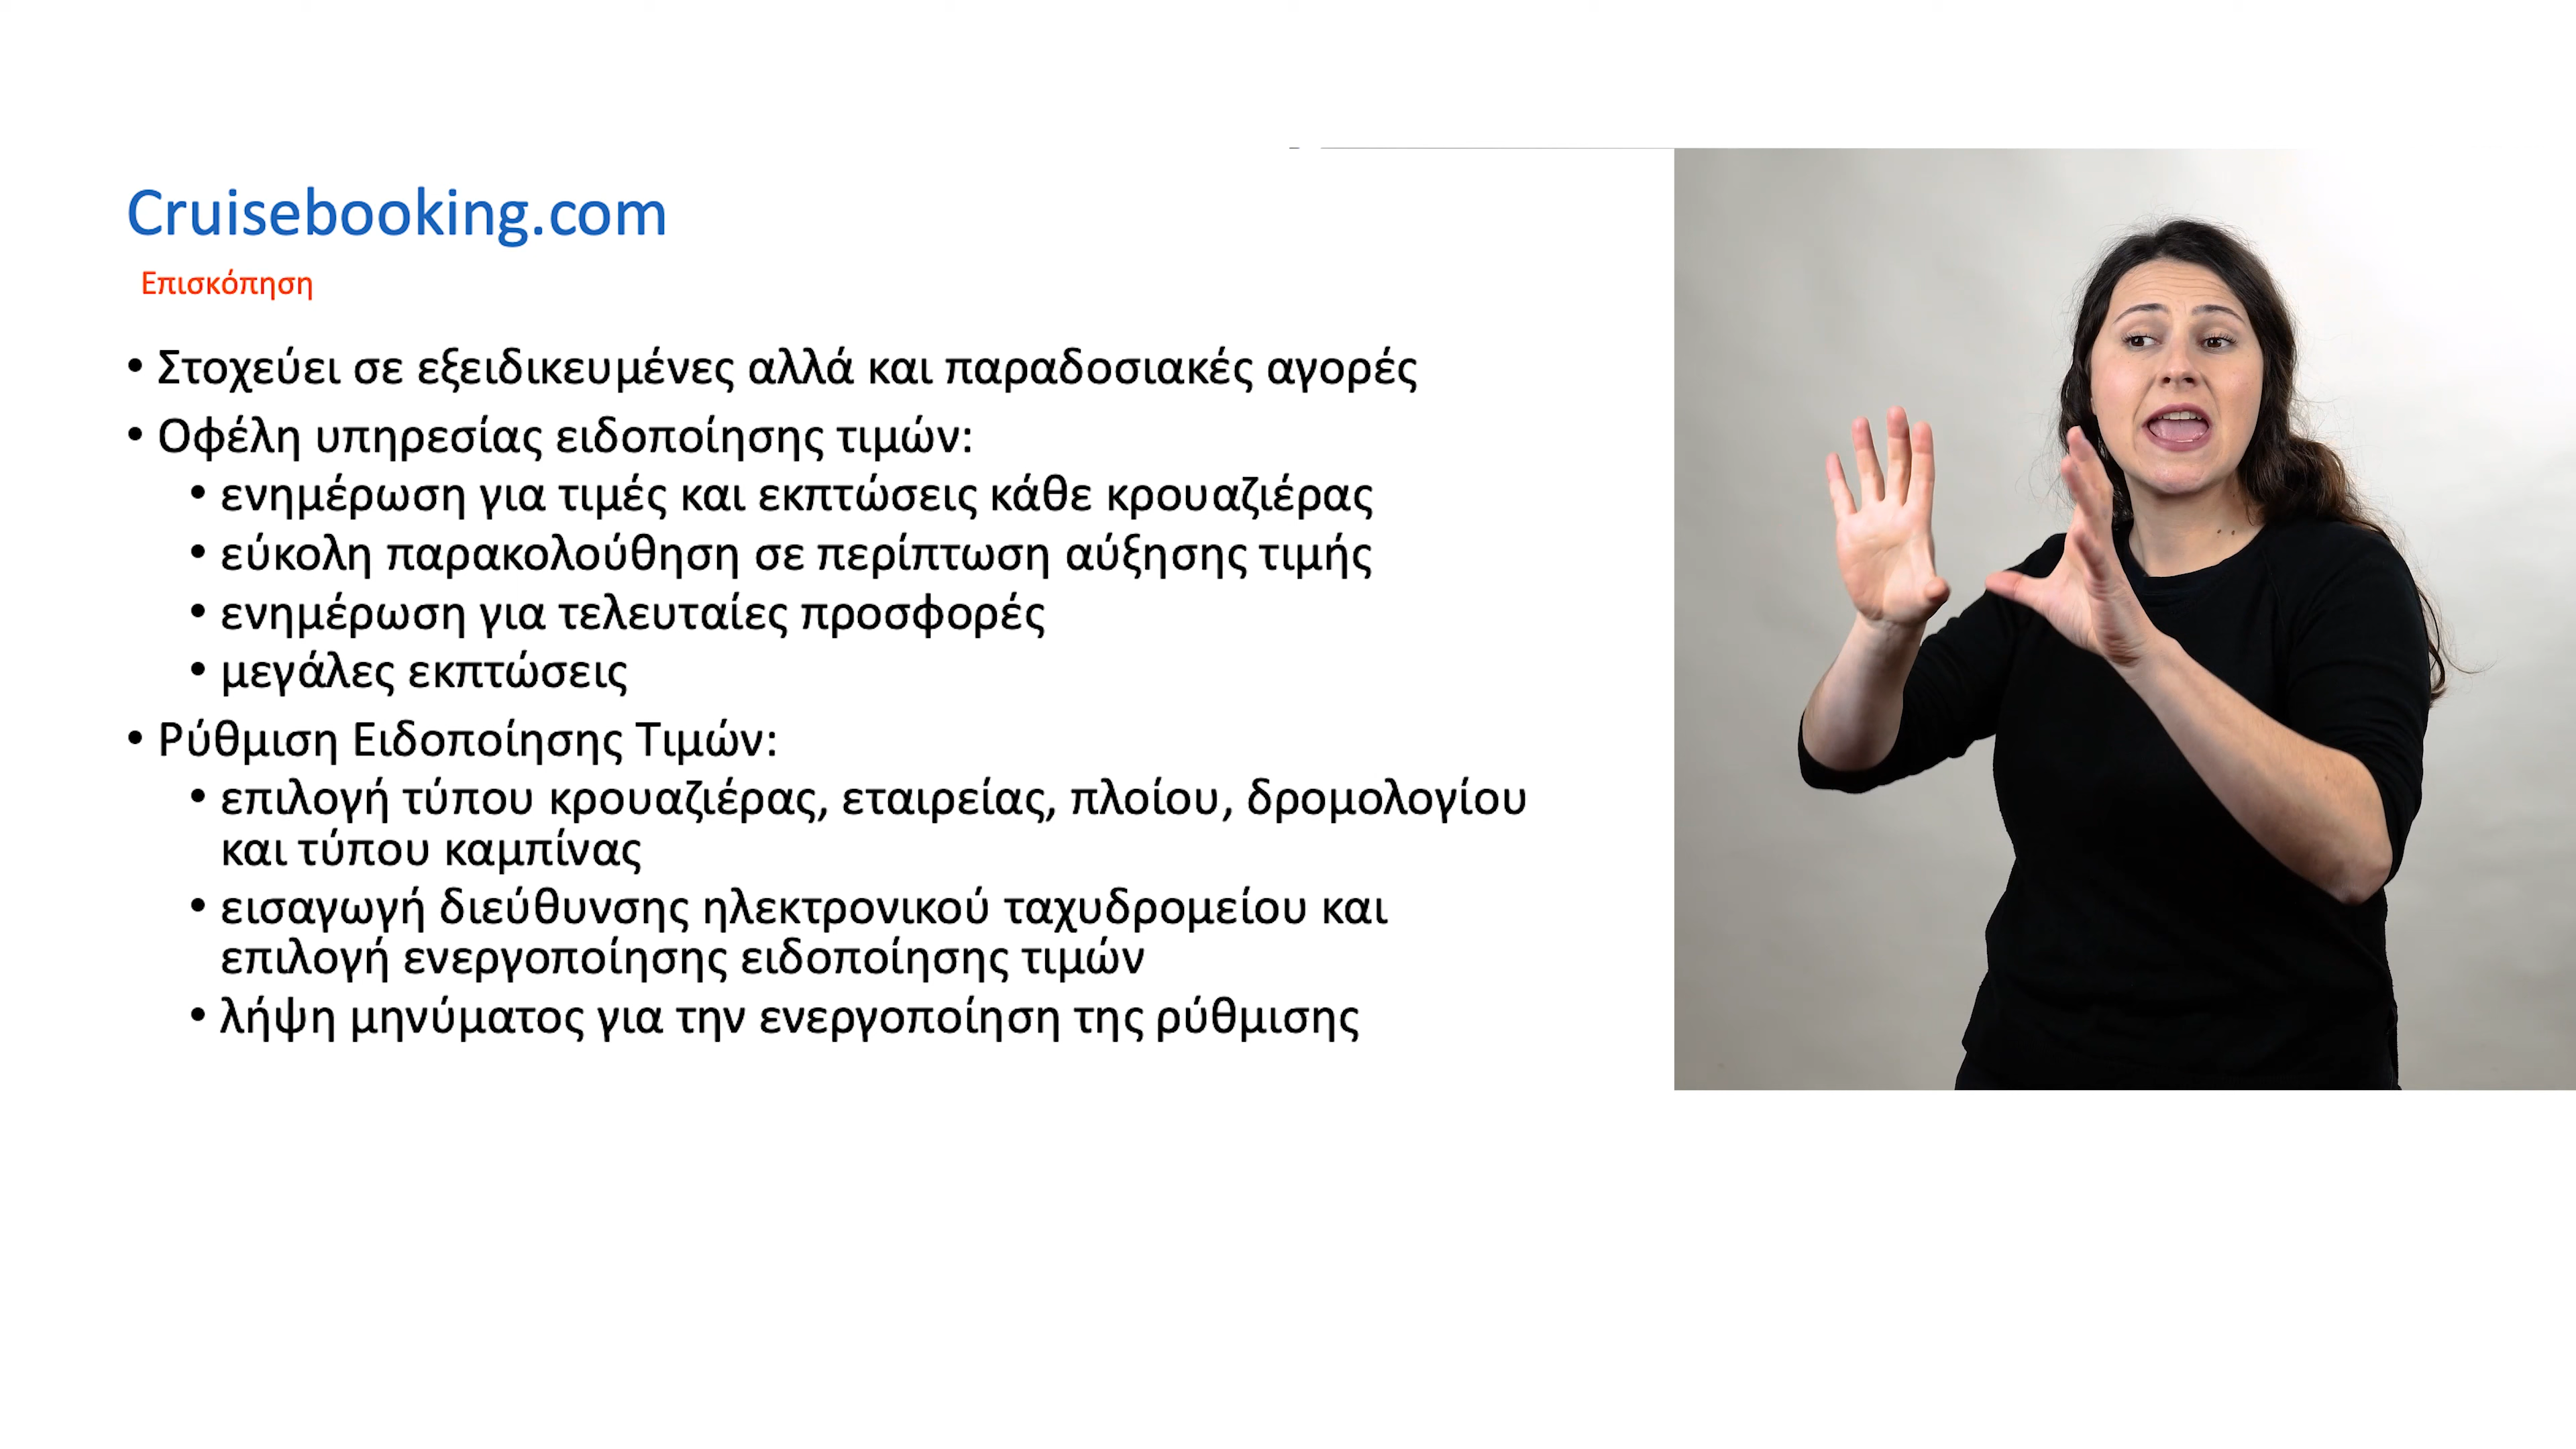 Cruisebooking.com
Επισκόπηση
• Στοχεύει σε εξειδικευμένες αλλά και παραδοσιακές αγορές
• Οφέλη υπηρεσίας ειδοποίησης τιμών:
• ενημέρωση για τιμές και εκπτώσεις κάθε κρουαζιέρας
• εύκολη παρακολούθηση σε περίπτωση αύξησης τιμής
• ενημέρωση για τελευταίες προσφορές
• μεγάλες εκπτώσεις
• Ρύθμιση Ειδοποίησης Τιμών:
• επιλογή τύπου κρουαζιέρας, εταιρείας, πλοίου, δρομολογίου
και τύπου καμπίνας
• εισαγωγή διεύθυνσης ηλεκτρονικού ταχυδρομείου και
επιλογή ενεργοποίησης ειδοποίησης τιμών
• λήψη μηνύματος για την ενεργοποίηση της ρύθμισης